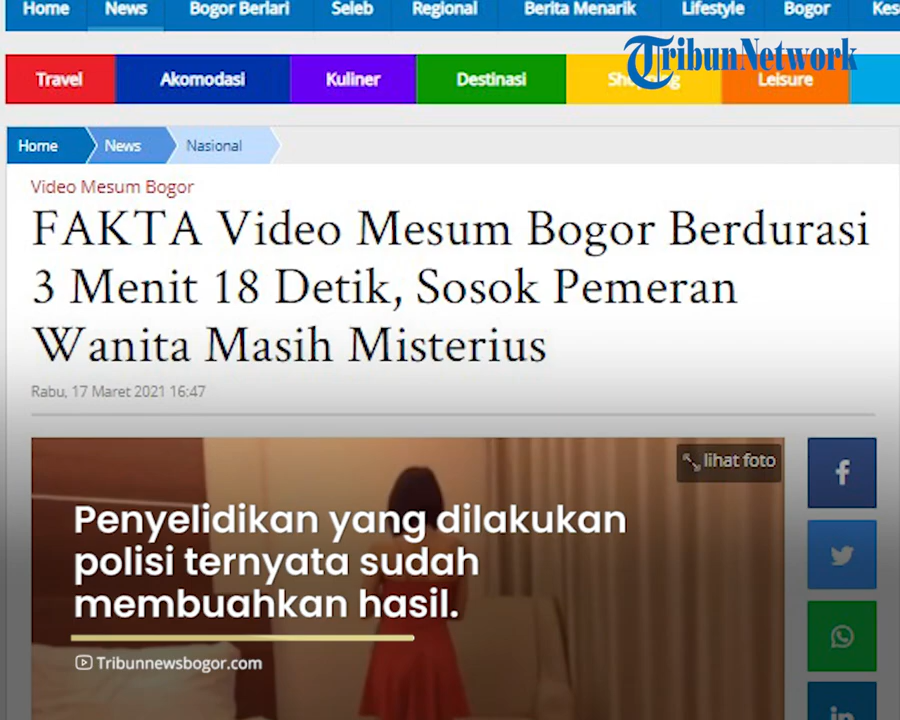 Home News Bogor Berlari Seleb Regional Berita Menarik Lifestyle Bogor
TribunNetwork
Travel Akomodasi Kuliner Destinasi Shopping Leisure
Home News Nasional
Video Mesum Bogor
FAKTA Video Mesum Bogor Berdurasi
3 Menit 18 Detik, Sosok Pemeran
Wanita Masih Misterius
Rabu, 17 Maret 2021 16:47
lihat foto
Penyelidikan yang dilakukan
polisi ternyata sudah
membuahkan hasil.
Tribunnewsbogor.com